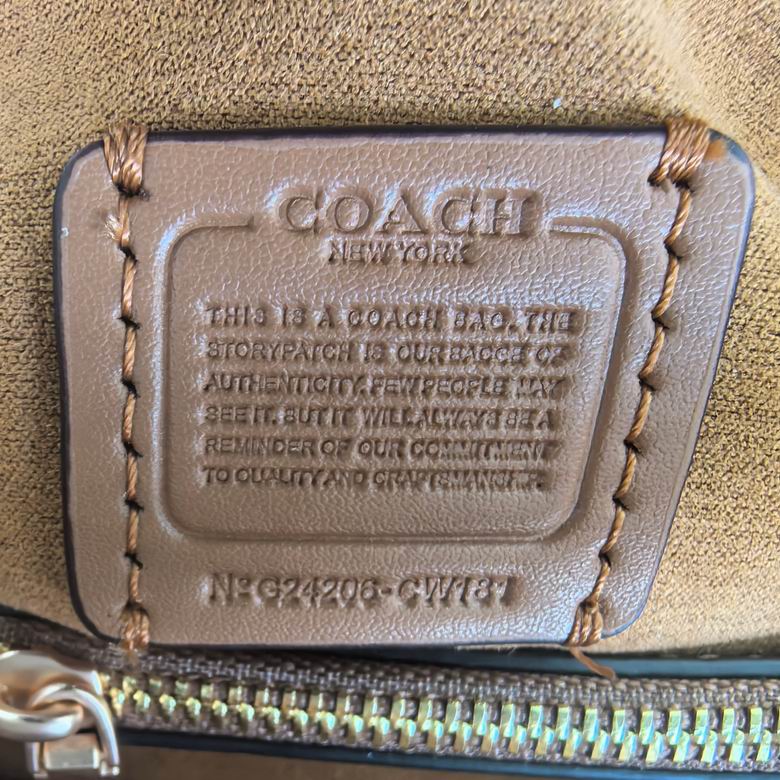 COACH
NEW YORK
THIS IS A COACH BAG. THE
STORYPATCH IS OUR BADGE OF
AUTHENTICITY. FEW PEOPLE MAY
SEE IT. BUT IT WILL ALWAYS BE A
REMINDER OF OUR COMMITMENT
TO QUALITY AND CRAFTSMANSHIP.
Nº G24206-CW181